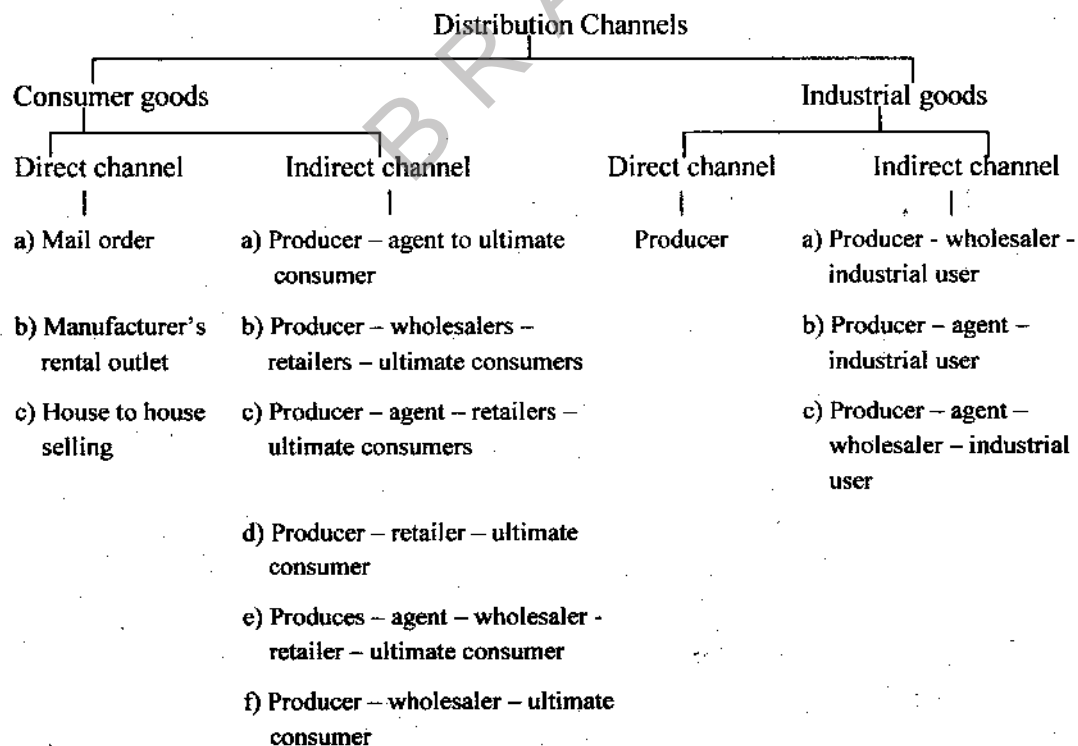 Distribution Channels
Consumer goods
Industrial goods
Direct channel
Indirect channel
Direct channel
Indirect channel
a) Mail order
b) Manufacturer's
rental outlet
c) House to house
selling
a) Producer – agent to ultimate
consumer
b) Producer – wholesalers –
retailers – ultimate consumers
c) Producer – agent – retailers –
ultimate consumers
d) Producer – retailer – ultimate
consumer
e) Produces – agent – wholesaler -
retailer – ultimate consumer
f) Producer – wholesaler – ultimate
consumer
Producer
a) Producer - wholesaler -
industrial user
b) Producer – agent –
industrial user
c) Producer – agent –
wholesaler – industrial
user
B R A